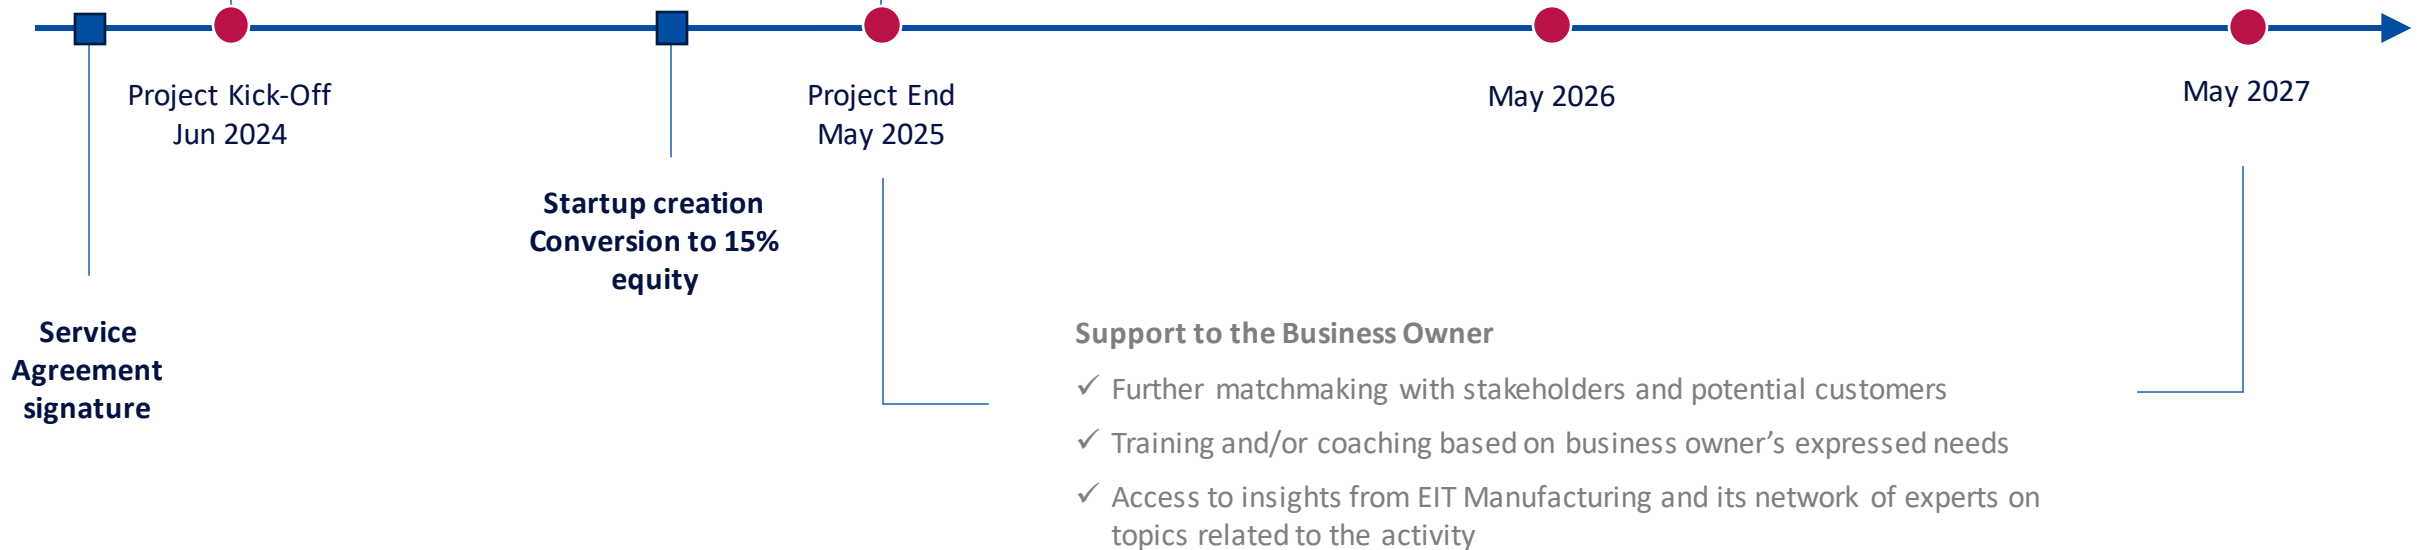 Project Kick-Off
Jun 2024
Project End
May 2025
May 2026
May 2027
Startup creation
Conversion to 15%
equity
Service
Agreement
signature
Support to the Business Owner
✓ Further matchmaking with stakeholders and potential customers
✓ Training and/or coaching based on business owner’s expressed needs
✓ Access to insights from EIT Manufacturing and its network of experts on
topics related to the activity